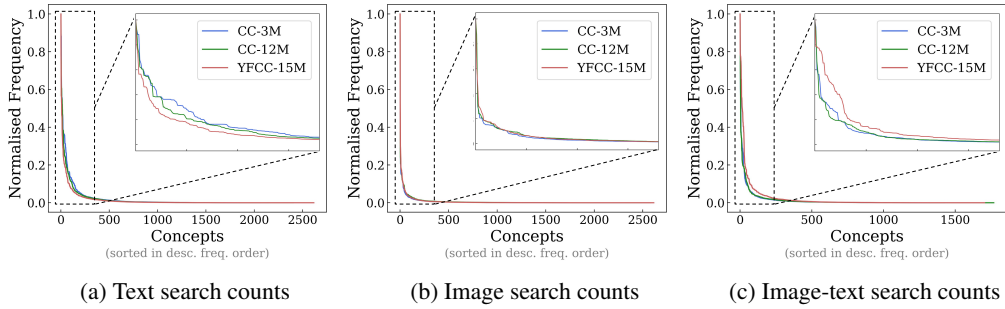 Normalised Frequency
1.0
0.8
0.6
0.4
0.2
0.0
CC-3M
CC-12M
YFCC-15M
0 500 1000 1500 2000 2500
Concepts
(sorted in desc. freq. order)
(a) Text search counts
Normalised Frequency
1.0
0.8
0.6
0.4
0.2
0.0
CC-3M
CC-12M
YFCC-15M
0 500 1000 1500 2000 2500
Concepts
(sorted in desc. freq. order)
(b) Image search counts
Normalised Frequency
1.0
0.8
0.6
0.4
0.2
0.0
CC-3M
CC-12M
YFCC-15M
0 500 1000 1500
Concepts
(sorted in desc. freq. order)
(c) Image-text search counts